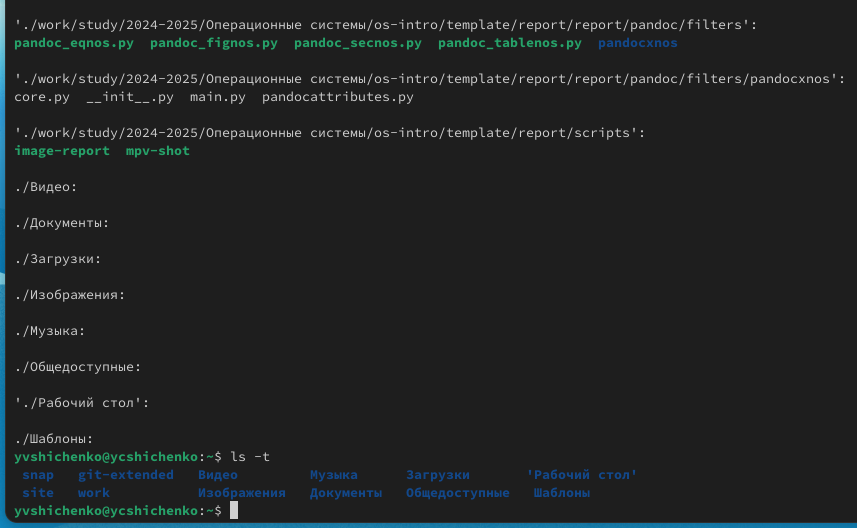 './work/study/2024-2025/Операционные системы/os-intro/template/report/report/pandoc/filters':
pandoc_eqnos.py  pandoc_fignos.py  pandoc_secnos.py  pandoc_tablenos.py  pandocxnos
'./work/study/2024-2025/Операционные системы/os-intro/template/report/report/pandoc/filters/pandocxnos':
core.py  __init__.py  main.py  pandocattributes.py
'./work/study/2024-2025/Операционные системы/os-intro/template/report/scripts':
image-report  mpv-shot
./Видео:
./Документы:
./Загрузки:
./Изображения:
./Музыка:
./Общедоступные:
'./Рабочий стол':
./Шаблоны:
yvshichenko@ycshichenko:~$ ls -t
snap   git-extended   Видео         Музыка      Загрузки       'Рабочий стол'
site   work           Изображения   Документы   Общедоступные   Шаблоны
yvshichenko@ycshichenko:~$